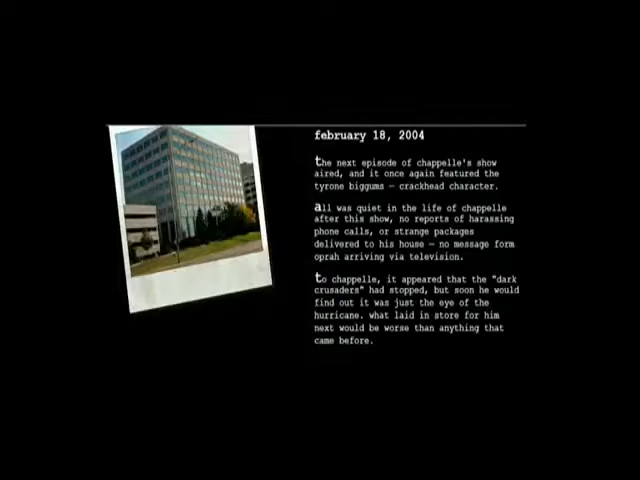 february 18, 2004
the next episode of chappelle's show
aired, and it once again featured the
tyrone biggums — crackhead character.
all was quiet in the life of chappelle
after this show, no reports of harassing
phone calls, or strange packages
delivered to his house — no message form
oprah arriving via television.
to chappelle, it appeared that the "dark
crusaders" had stopped, but soon he would
find out it was just the eye of the
hurricane. what laid in store for him
next would be worse than anything that
came before.